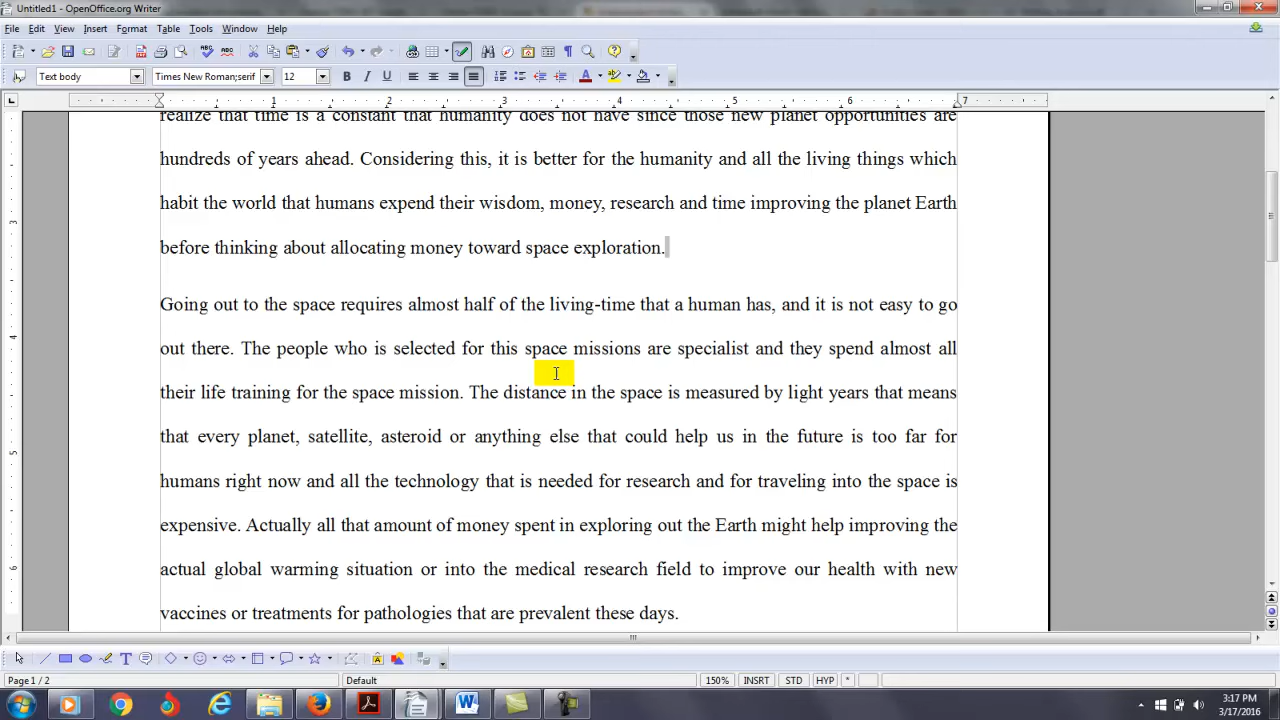 Untitled1 - OpenOffice.org Writer
File Edit View Insert Format Table Tools Window Help
Text body Times New Roman;serif 12
1 2 3 4 5 6 7
realize that time is a constant that humanity does not have since those new planet opportunities are
hundreds of years ahead. Considering this, it is better for the humanity and all the living things which
habit the world that humans expend their wisdom, money, research and time improving the planet Earth
before thinking about allocating money toward space exploration.
Going out to the space requires almost half of the living-time that a human has, and it is not easy to go
out there. The people who is selected for this space missions are specialist and they spend almost all
their life training for the space mission. The distance in the space is measured by light years that means
that every planet, satellite, asteroid or anything else that could help us in the future is too far for
humans right now and all the technology that is needed for research and for traveling into the space is
expensive. Actually all that amount of money spent in exploring out the Earth might help improving the
actual global warming situation or into the medical research field to improve our health with new
vaccines or treatments for pathologies that are prevalent these days.
Page 1 / 2 Default 150% INSRT STD HYP *
3:17 PM
3/17/2016